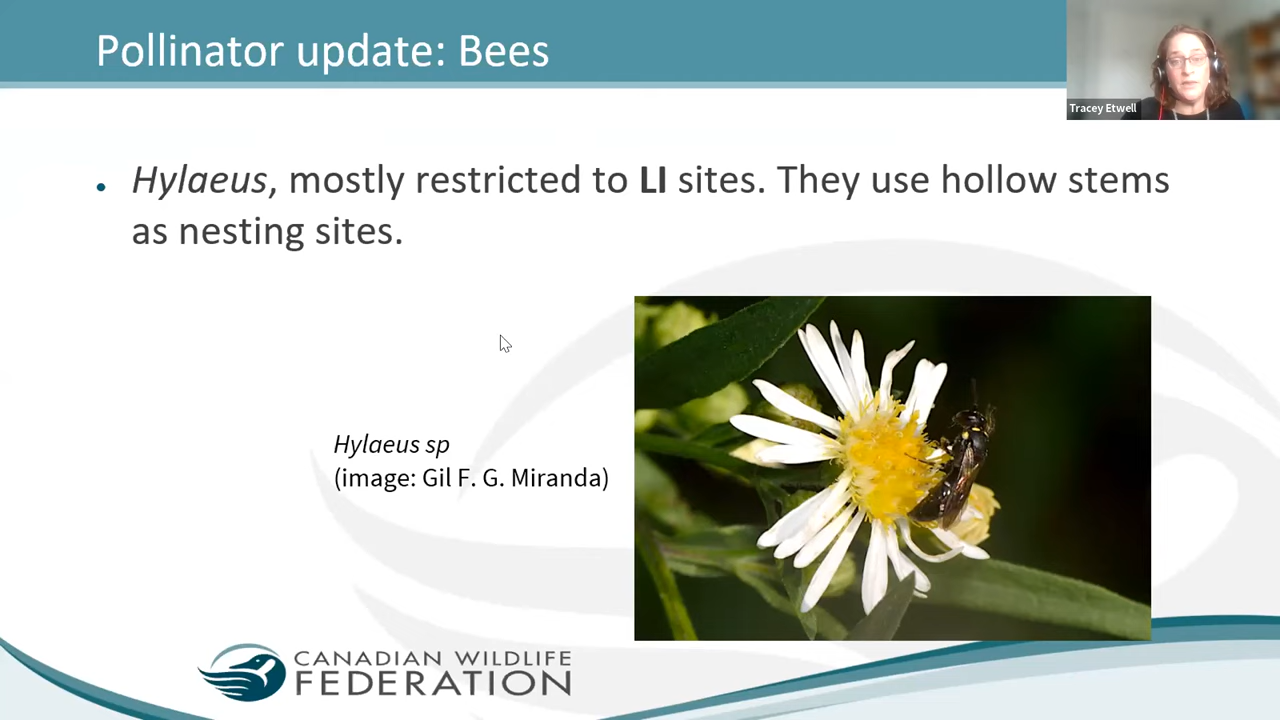 Pollinator update: Bees
Tracey Etwell
• Hylaeus, mostly restricted to LI sites. They use hollow stems
as nesting sites.
Hylaeus sp
(image: Gil F. G. Miranda)
CANADIAN WILDLIFE
FEDERATION